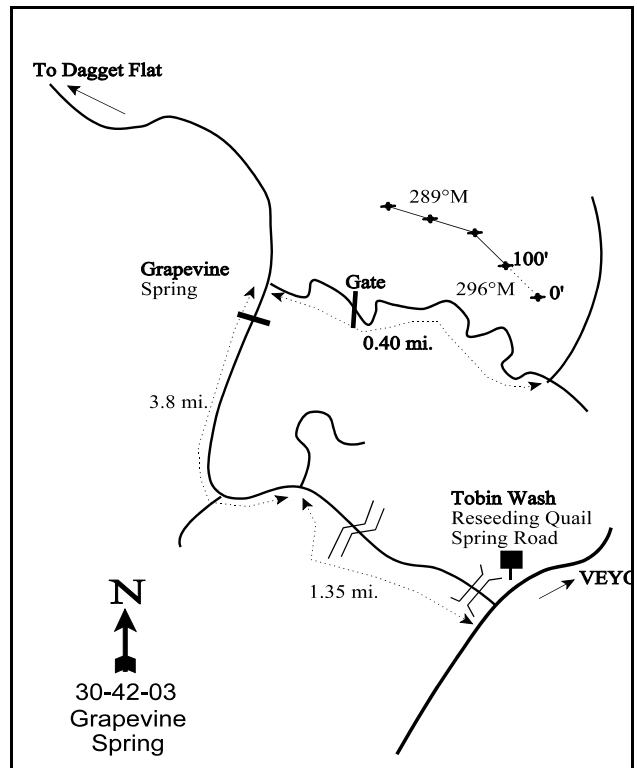 To Dagget Flat
289°M
100'
296°M
0'
Grapevine
Spring
Gate
0.40 mi.
3.8 mi.
Tobin Wash
Reseeding Quail
Spring Road
VEYO
1.35 mi.
N
30-42-03
Grapevine
Spring